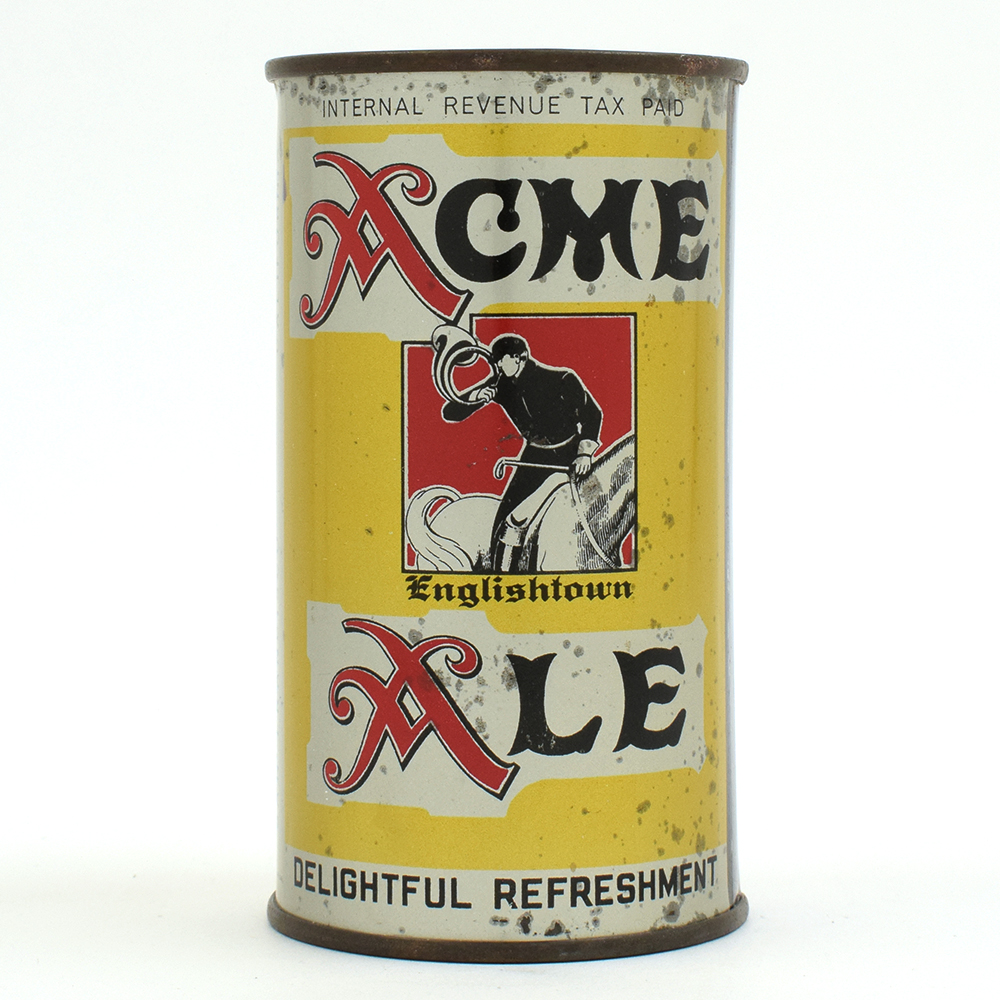 INTERNAL REVENUE TAX PAID
ACME
Englishtown
ALE
DELIGHTFUL REFRESHMENT